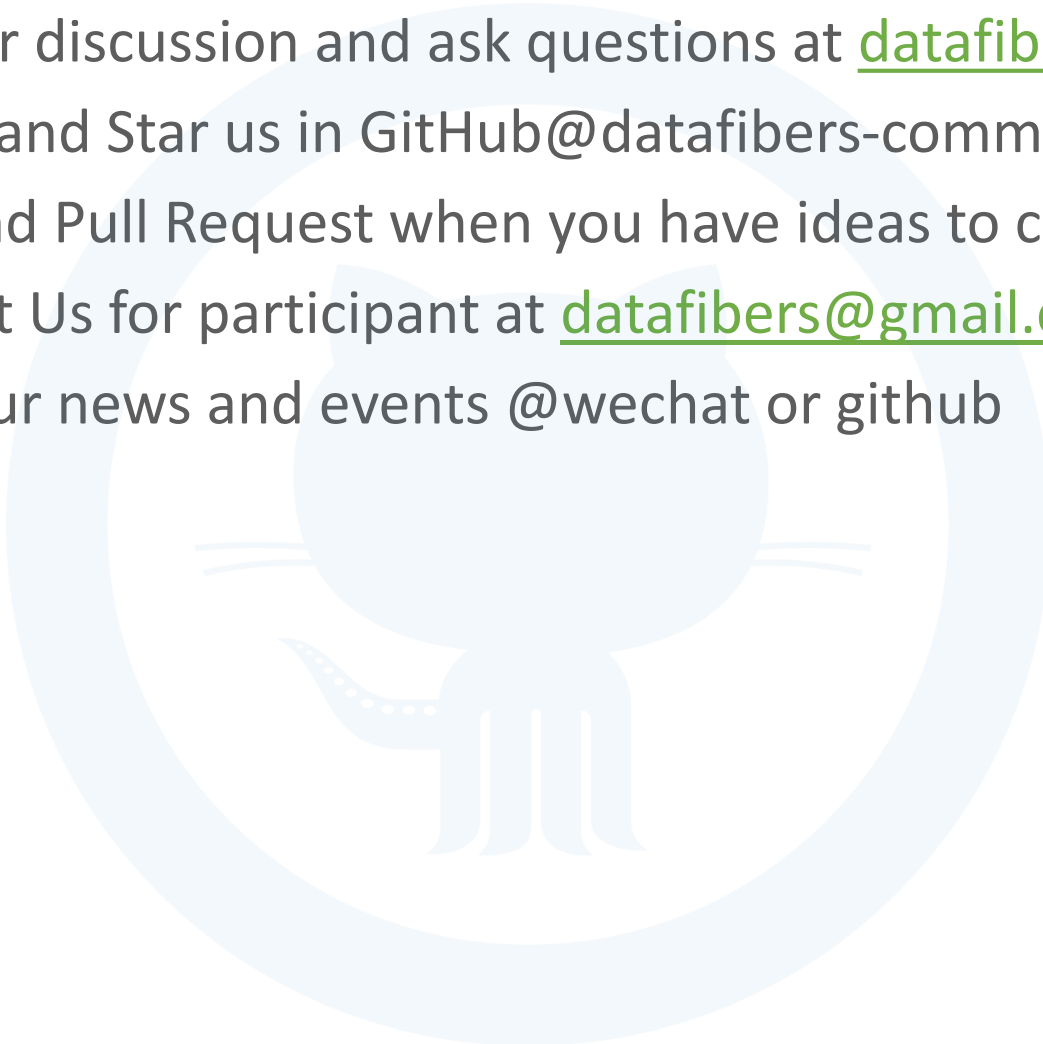 r discussion and ask questions at datafib
and Star us in GitHub@datafibers-comm
d Pull Request when you have ideas to c
t Us for participant at datafibers@gmail.c
ur news and events @wechat or github